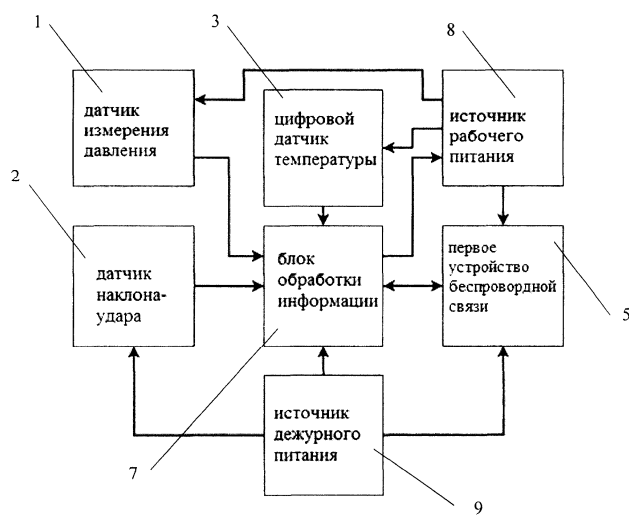 1
3
8
датчик
измерения
давления
цифровой
датчик
температуры
источник
рабочего
питания
2
датчик
наклона-
удара
блок
обработки
информации
первое
устройство
беспровордной
связи
5
7
источник
дежурного
питания
9